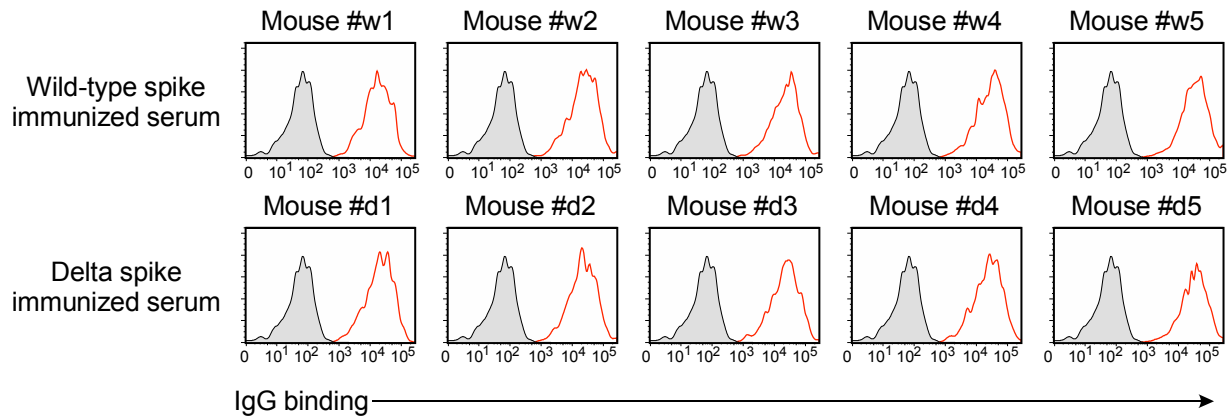 Mouse #w1 Mouse #w2 Mouse #w3 Mouse #w4 Mouse #w5
Wild-type spike
immunized serum
0 10¹ 10² 10³ 10⁴ 10⁵ 0 10¹ 10² 10³ 10⁴ 10⁵ 0 10¹ 10² 10³ 10⁴ 10⁵ 0 10¹ 10² 10³ 10⁴ 10⁵ 0 10¹ 10² 10³ 10⁴ 10⁵
Mouse #d1 Mouse #d2 Mouse #d3 Mouse #d4 Mouse #d5
Delta spike
immunized serum
0 10¹ 10² 10³ 10⁴ 10⁵ 0 10¹ 10² 10³ 10⁴ 10⁵ 0 10¹ 10² 10³ 10⁴ 10⁵ 0 10¹ 10² 10³ 10⁴ 10⁵ 0 10¹ 10² 10³ 10⁴ 10⁵
IgG binding